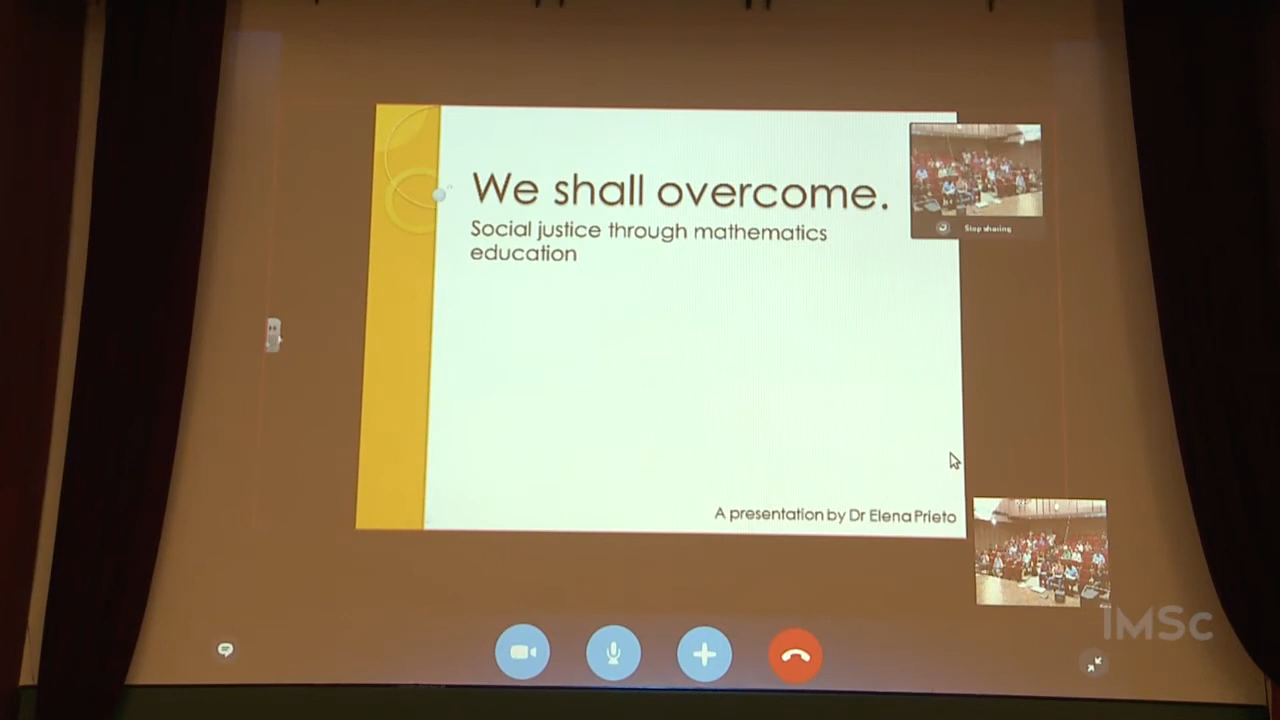 We shall overcome.
Social justice through mathematics
education
Stop sharing
A presentation by Dr Elena Prieto
IMSc